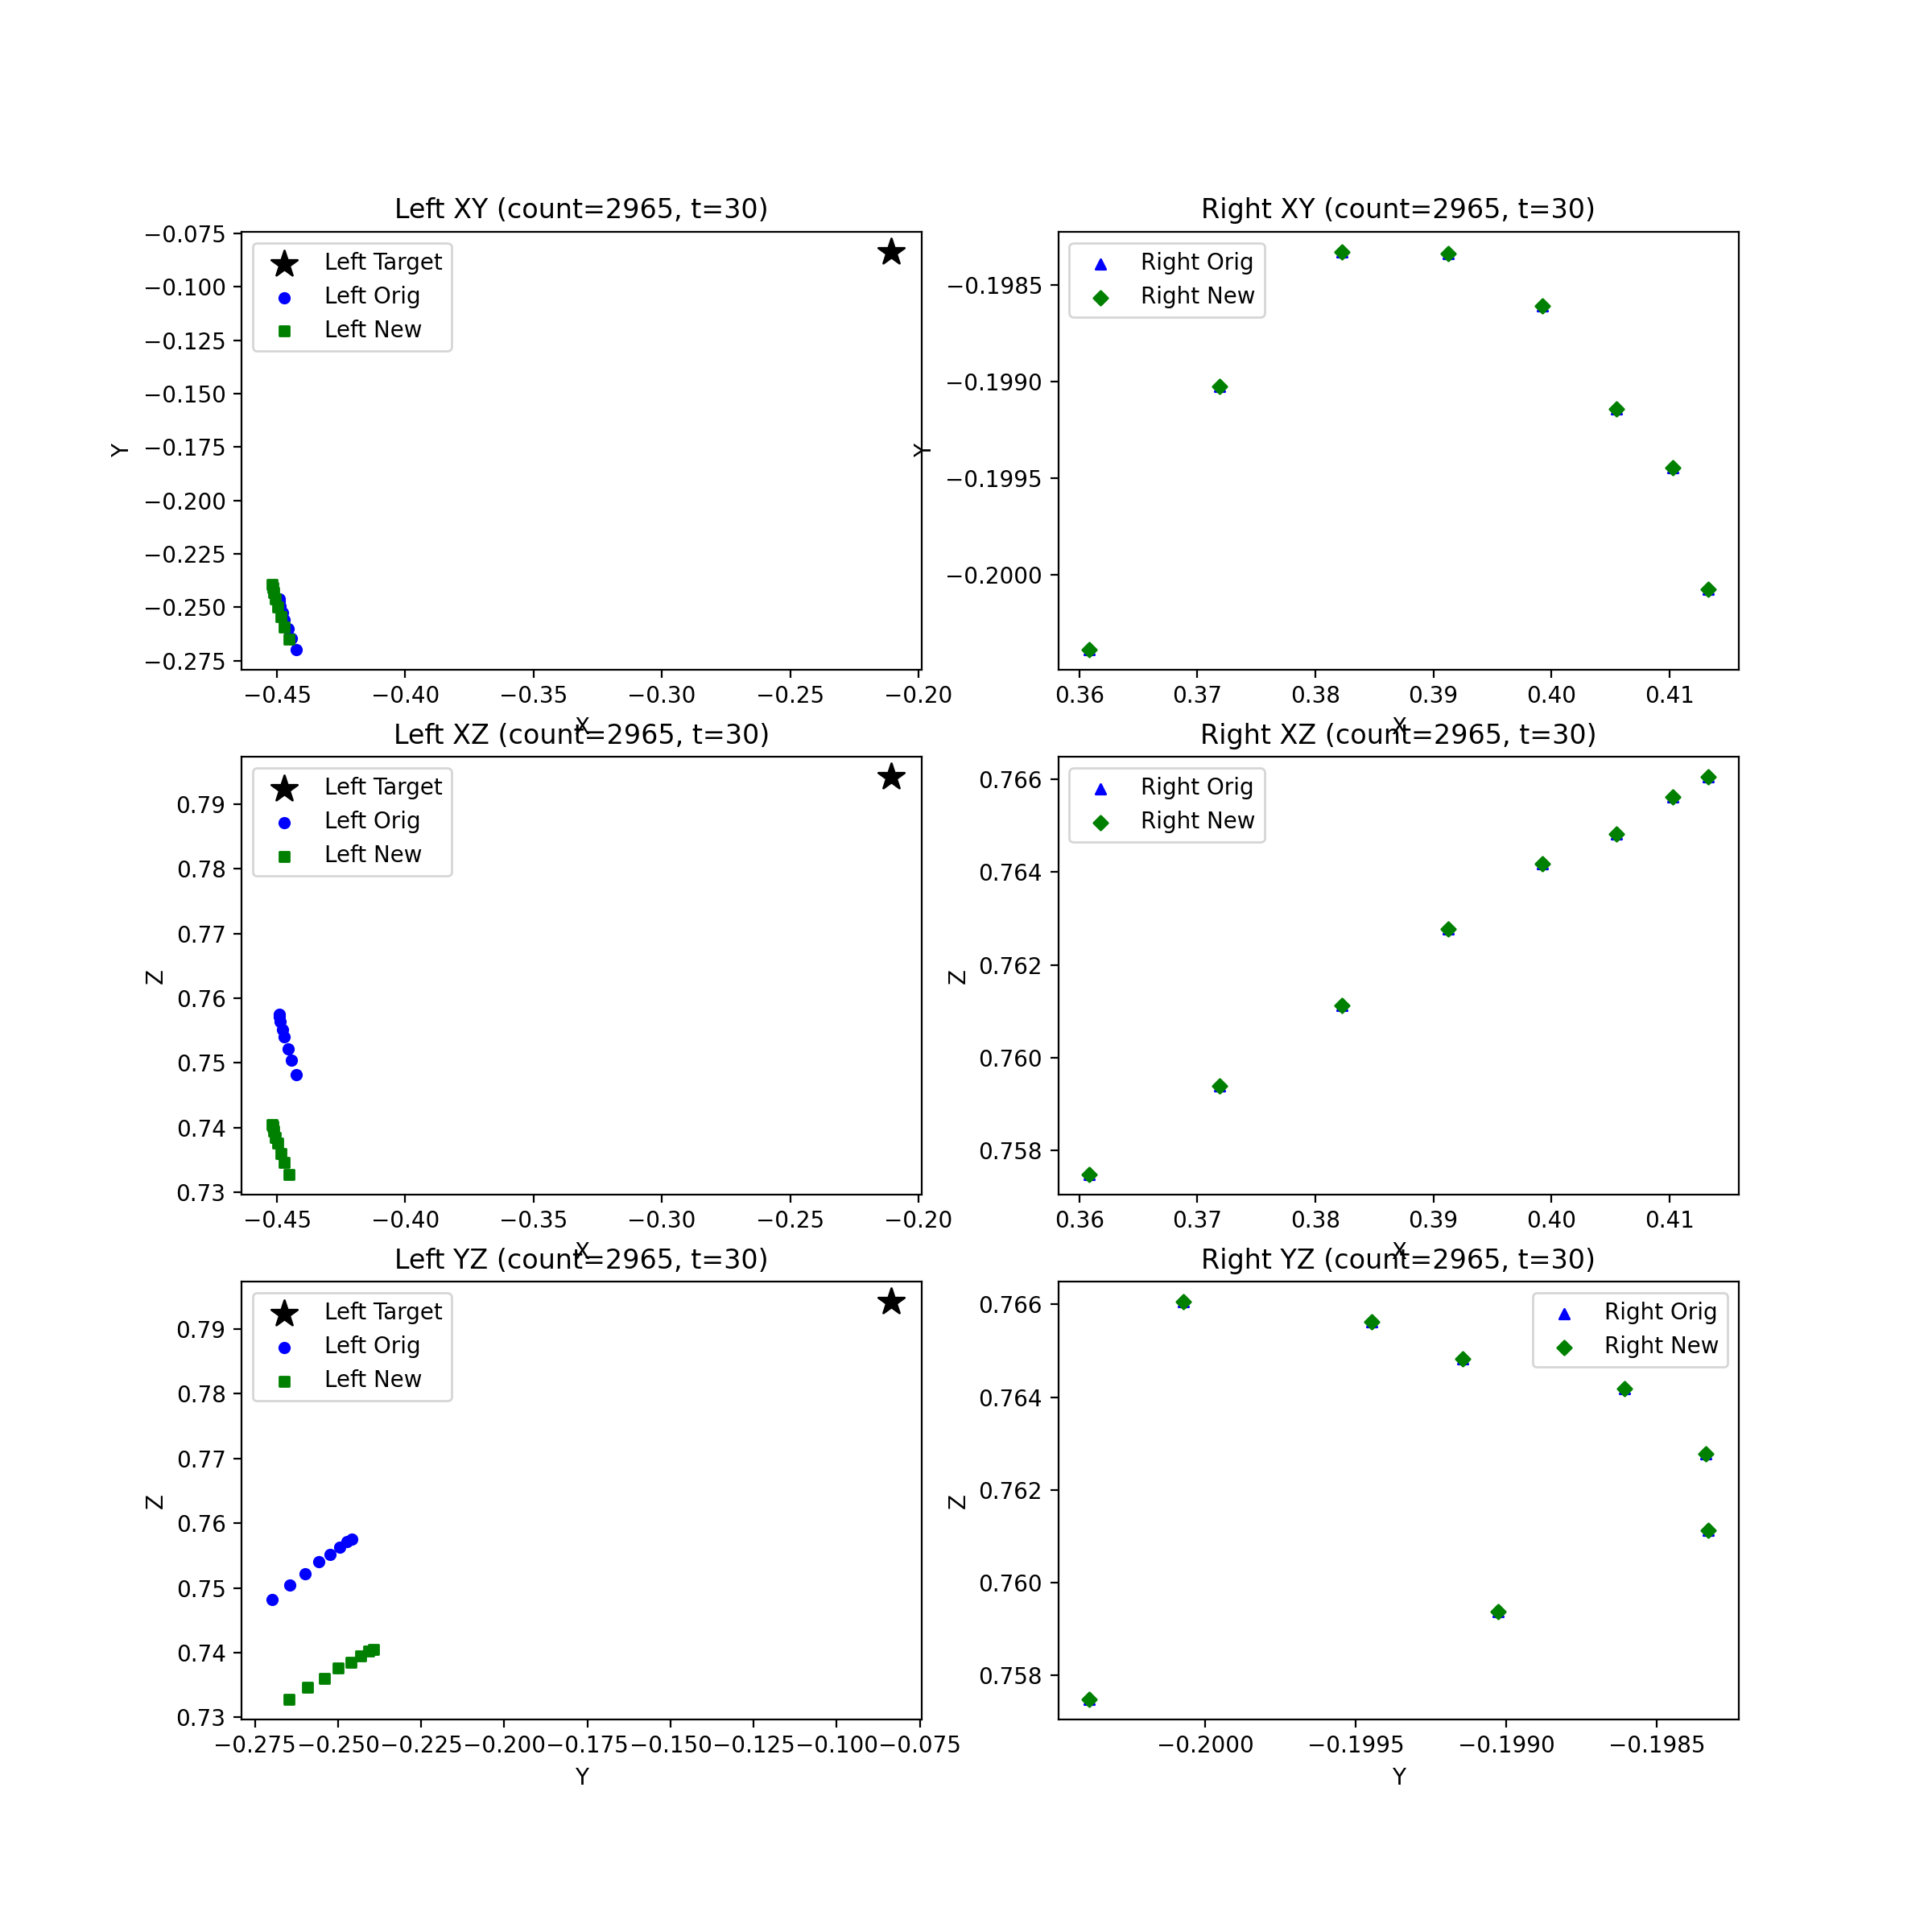 Left XY (count=2965, t=30)
Y
−0.075
−0.100
−0.125
−0.150
−0.175
−0.200
−0.225
−0.250
−0.275
Left Target
Left Orig
Left New
−0.45 −0.40 −0.35 −0.30 −0.25 −0.20
X
Right XY (count=2965, t=30)
Y
−0.1985
−0.1990
−0.1995
−0.2000
Right Orig
Right New
0.36 0.37 0.38 0.39 0.40 0.41
X
Left XZ (count=2965, t=30)
Z
0.79
0.78
0.77
0.76
0.75
0.74
0.73
Left Target
Left Orig
Left New
−0.45 −0.40 −0.35 −0.30 −0.25 −0.20
X
Right XZ (count=2965, t=30)
Z
0.766
0.764
0.762
0.760
0.758
Right Orig
Right New
0.36 0.37 0.38 0.39 0.40 0.41
X
Left YZ (count=2965, t=30)
Z
0.79
0.78
0.77
0.76
0.75
0.74
0.73
Left Target
Left Orig
Left New
−0.275 −0.250 −0.225 −0.200 −0.175 −0.150 −0.125 −0.100 −0.075
Y
Right YZ (count=2965, t=30)
Z
0.766
0.764
0.762
0.760
0.758
Right Orig
Right New
−0.2000 −0.1995 −0.1990 −0.1985
Y